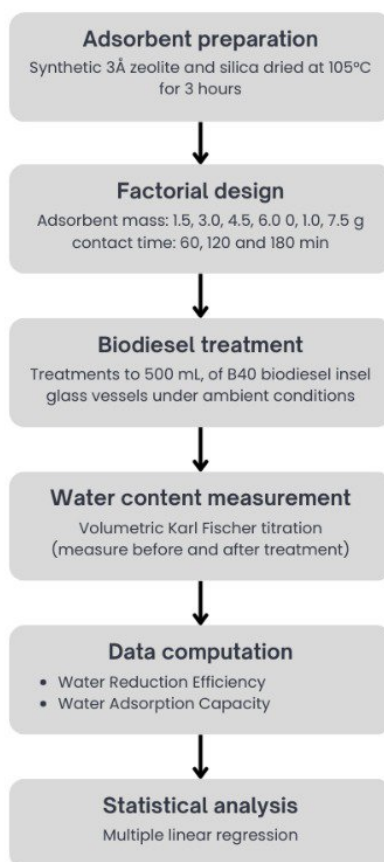 Adsorbent preparation
Synthetic 3Å zeolite and silica dried at 105°C
for 3 hours
Factorial design
Adsorbent mass: 1.5, 3.0, 4.5, 6.0 0, 1.0, 7.5 g
contact time: 60, 120 and 180 min
Biodiesel treatment
Treatments to 500 mL, of B40 biodiesel insel
glass vessels under ambient conditions
Water content measurement
Volumetric Karl Fischer titration
(measure before and after treatment)
Data computation
• Water Reduction Efficiency
• Water Adsorption Capacity
Statistical analysis
Multiple linear regression